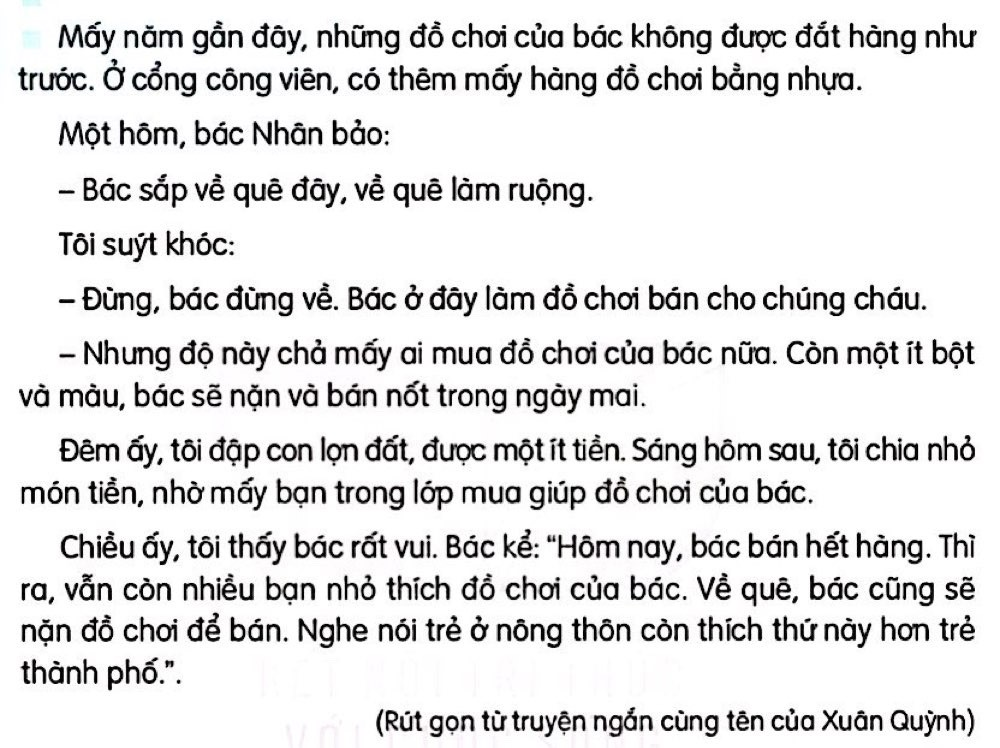 Mấy năm gần đây, những đồ chơi của bác không được đắt hàng như
trước. Ở cổng công viên, có thêm mấy hàng đồ chơi bằng nhựa.
Một hôm, bác Nhân bảo:
– Bác sắp về quê đây, về quê làm ruộng.
Tôi suýt khóc:
– Đừng, bác đừng về. Bác ở đây làm đồ chơi bán cho chúng cháu.
– Nhưng độ này chả mấy ai mua đồ chơi của bác nữa. Còn một ít bột
và màu, bác sẽ nặn và bán nốt trong ngày mai.
Đêm ấy, tôi đập con lợn đất, được một ít tiền. Sáng hôm sau, tôi chia nhỏ
món tiền, nhờ mấy bạn trong lớp mua giúp đồ chơi của bác.
Chiều ấy, tôi thấy bác rất vui. Bác kể: “Hôm nay, bác bán hết hàng. Thì
ra, vẫn còn nhiều bạn nhỏ thích đồ chơi của bác. Về quê, bác cũng sẽ
nặn đồ chơi để bán. Nghe nói trẻ ở nông thôn còn thích thứ này hơn trẻ
thành phố.”.
KẾT NỐI TRI THỨC
(Rút gọn từ truyện ngắn cùng tên của Xuân Quỳnh)
VỚI CUỘC SỐNG